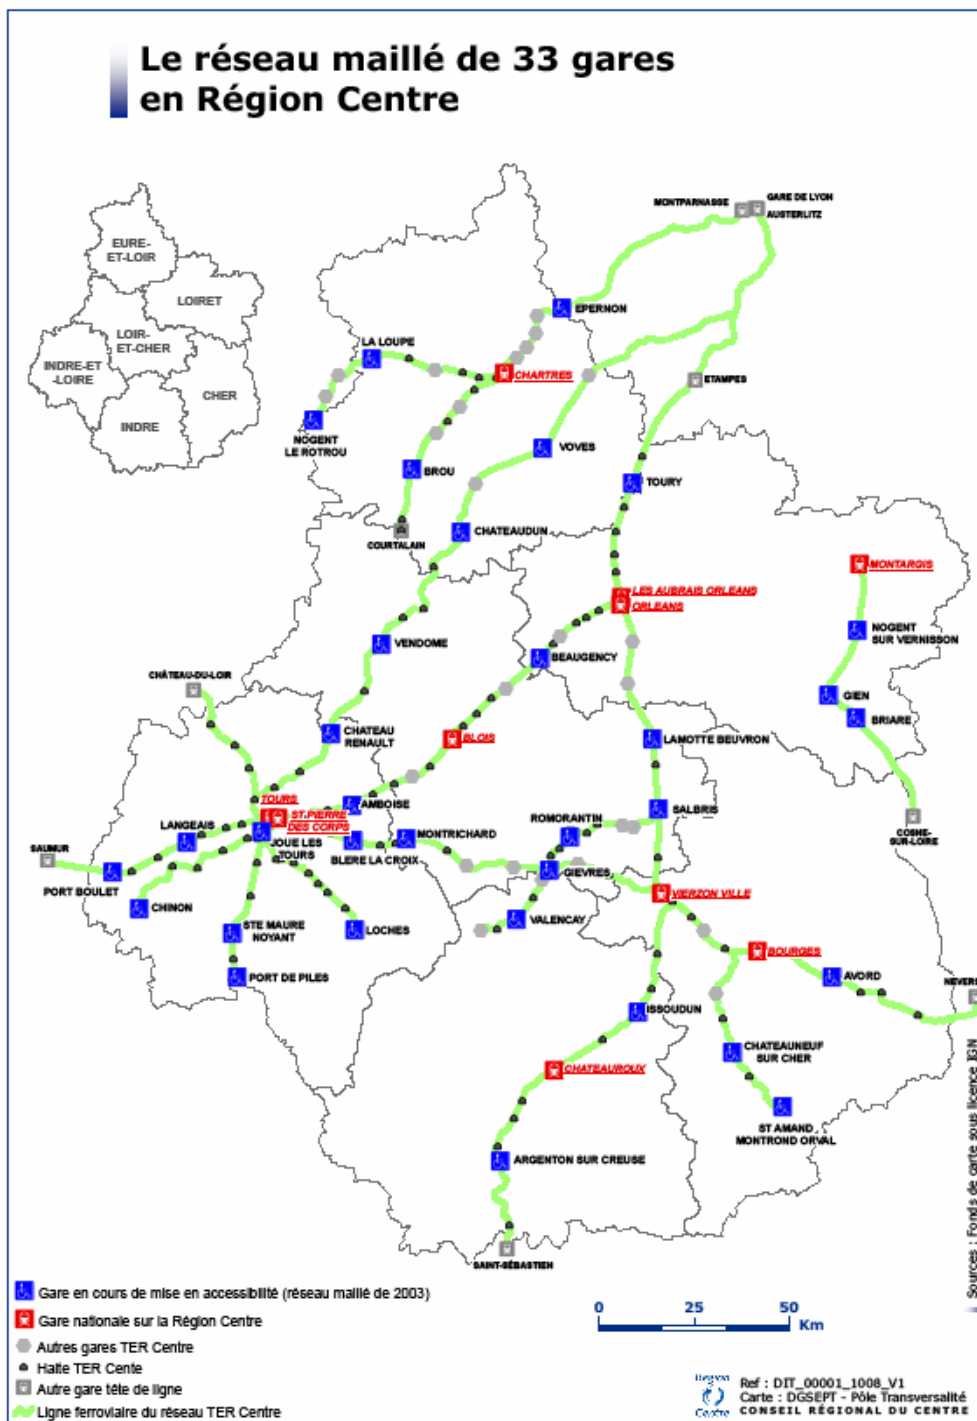 Le réseau maillé de 33 gares
en Région Centre
MONTPARNASSE
GARE DE LYON
AUSTERLITZ
EURE-
ET-LOIR
LOIRET
LOIR-
ET-CHER
INDRE-ET
-LOIRE
CHER
INDRE
EPERNON
LA LOUPE
CHARTRES
ETAMPES
NOGENT
LE ROTROU
BROU
VOVES
TOURY
COURTALAIN
CHATEAUDUN
MONTARGIS
LES AUBRAIS ORLEANS
ORLEANS
NOGENT
SUR VERNISSON
VENDOME
BEAUGENCY
CHÂTEAU-DU-LOIR
GIEN
BRIARE
CHATEAU
RENAULT
BLOIS
LAMOTTE BEUVRON
TOURS
ST.PIERRE
DES CORPS
AMBOISE
SALBRIS
ROMORANTIN
COSNE-
SUR-LOIRE
LANGEAIS
JOUE LES
TOURS
MONTRICHARD
BLERE LA CROIX
SAUMUR
PORT BOULET
GIEVRES
VIERZON VILLE
CHINON
STE MAURE
NOYANT
LOCHES
VALENCAY
BOURGES
PORT DE PILES
AVORD
NEVERS
ISSOUDUN
CHATEAUNEUF
SUR CHER
CHATEAUROUX
ST AMAND
MONTROND ORVAL
ARGENTON SUR CREUSE
SAINT-SÉBASTIEN
Sources : Fonds de carte sous licence IGN
Gare en cours de mise en accessibilité (réseau maillé de 2003)
Gare nationale sur la Région Centre
Autres gares TER Centre
Halte TER Cente
Autre gare tête de ligne
Ligne ferroviaire du réseau TER Centre
0 25 50
Km
Région
Centre
Ref : DIT_00001_1008_V1
Carte : DGSEPT - Pôle Transversalité
CONSEIL RÉGIONAL DU CENTRE